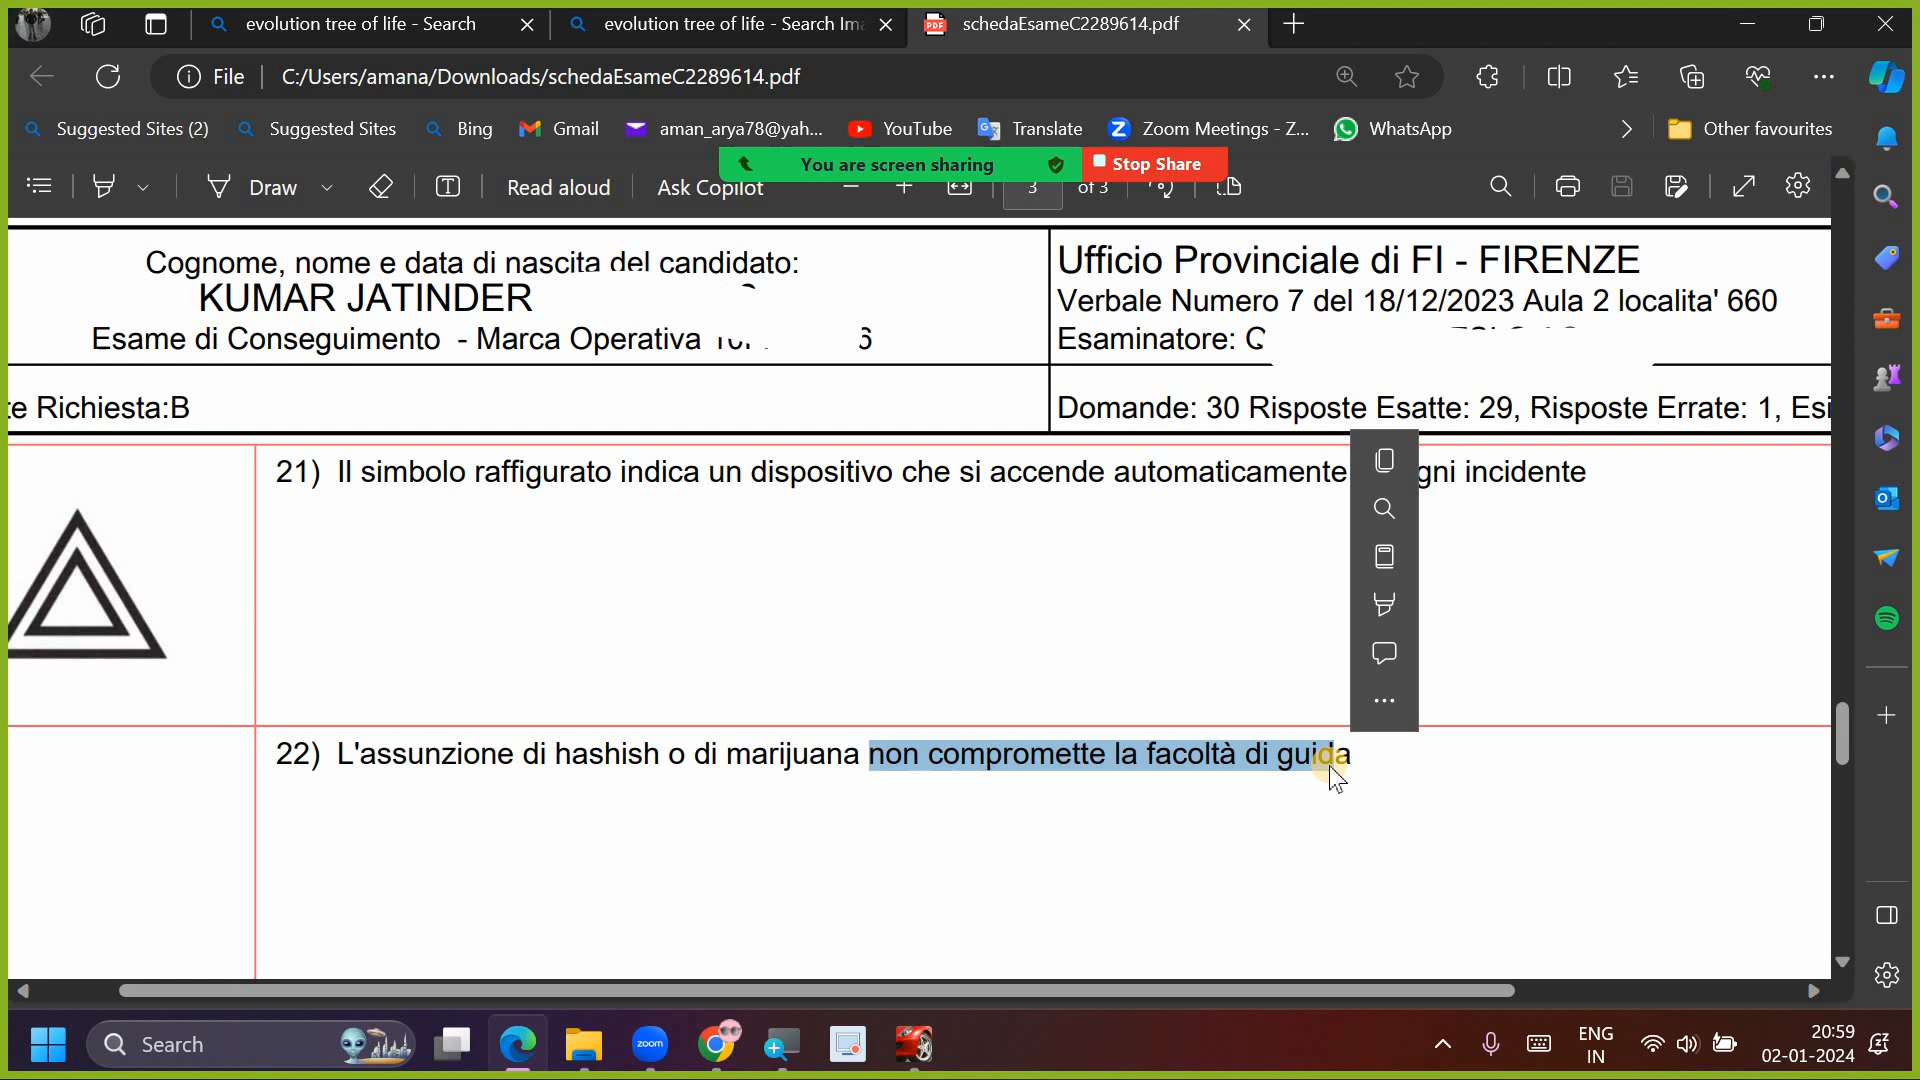 evolution tree of life - Search
evolution tree of life - Search Im
schedaEsameC2289614.pdf
File
C:/Users/amana/Downloads/schedaEsameC2289614.pdf
Suggested Sites (2)
Suggested Sites
Bing
Gmail
aman_arya78@yah...
YouTube
Translate
Zoom Meetings - Z...
WhatsApp
Other favourites
You are screen sharing
Stop Share
Draw
Read aloud
Ask Copilot
3
of 3
Cognome, nome e data di nascita del candidato:
KUMAR JATINDER
Esame di Conseguimento - Marca Operativa
Ufficio Provinciale di FI - FIRENZE
Verbale Numero 7 del 18/12/2023 Aula 2 localita' 660
Esaminatore:
te Richiesta:B
Domande: 30 Risposte Esatte: 29, Risposte Errate: 1, Esi
21) Il simbolo raffigurato indica un dispositivo che si accende automaticamente gni incidente
22) L'assunzione di hashish o di marijuana non compromette la facoltà di guida
Search
zoom
ENG
IN
20:59
02-01-2024